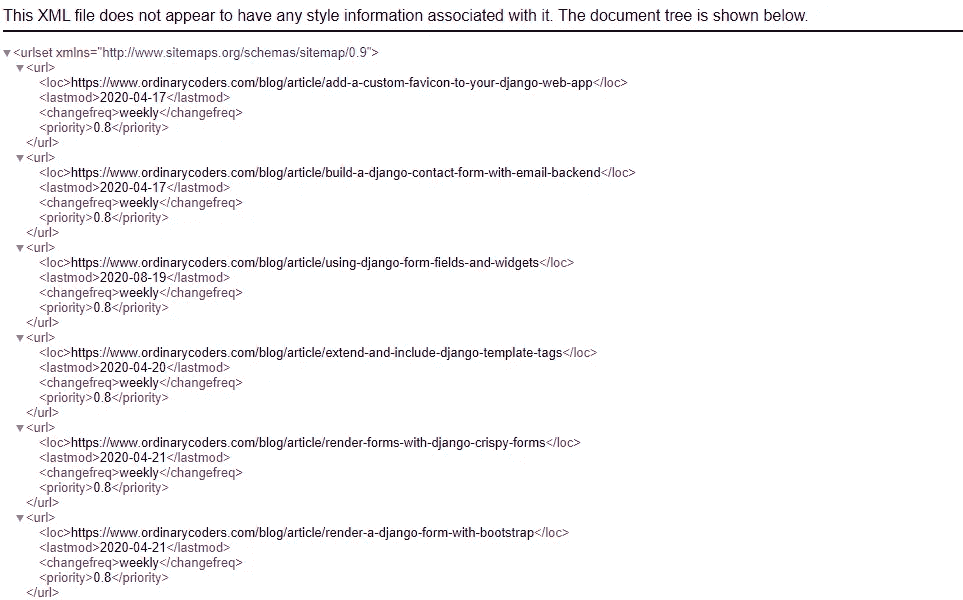 This XML file does not appear to have any style information associated with it. The document tree is shown below.
▼<urlset xmlns="http://www.sitemaps.org/schemas/sitemap/0.9">
▼<url>
<loc>https://www.ordinarycoders.com/blog/article/add-a-custom-favicon-to-your-django-web-app</loc>
<lastmod>2020-04-17</lastmod>
<changefreq>weekly</changefreq>
<priority>0.8</priority>
</url>
▼<url>
<loc>https://www.ordinarycoders.com/blog/article/build-a-django-contact-form-with-email-backend</loc>
<lastmod>2020-04-17</lastmod>
<changefreq>weekly</changefreq>
<priority>0.8</priority>
</url>
▼<url>
<loc>https://www.ordinarycoders.com/blog/article/using-django-form-fields-and-widgets</loc>
<lastmod>2020-08-19</lastmod>
<changefreq>weekly</changefreq>
<priority>0.8</priority>
</url>
▼<url>
<loc>https://www.ordinarycoders.com/blog/article/extend-and-include-django-template-tags</loc>
<lastmod>2020-04-20</lastmod>
<changefreq>weekly</changefreq>
<priority>0.8</priority>
</url>
▼<url>
<loc>https://www.ordinarycoders.com/blog/article/render-forms-with-django-crispy-forms</loc>
<lastmod>2020-04-21</lastmod>
<changefreq>weekly</changefreq>
<priority>0.8</priority>
</url>
▼<url>
<loc>https://www.ordinarycoders.com/blog/article/render-a-django-form-with-bootstrap</loc>
<lastmod>2020-04-21</lastmod>
<changefreq>weekly</changefreq>
<priority>0.8</priority>
</url>